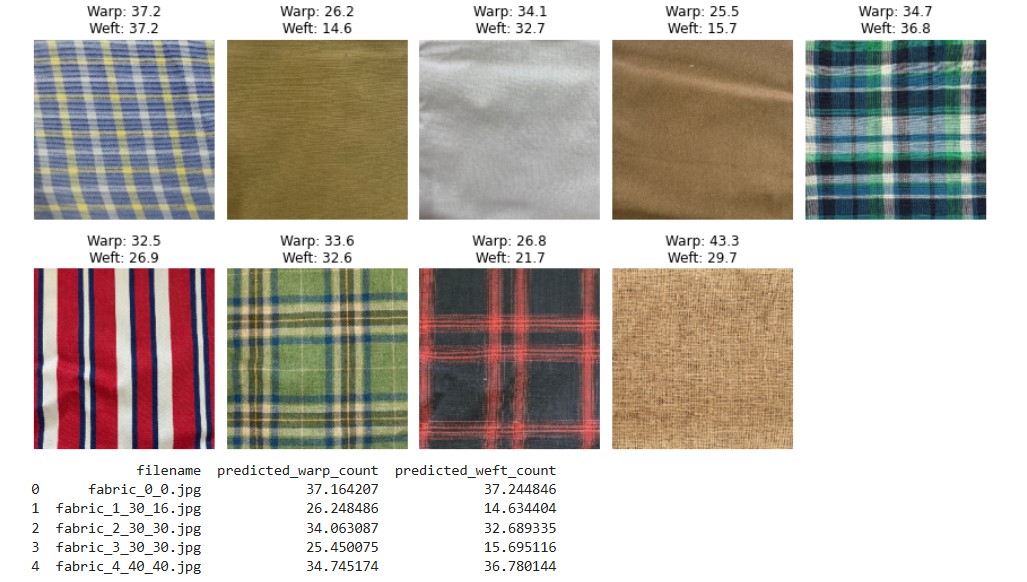 Warp: 37.2
Weft: 37.2
Warp: 26.2
Weft: 14.6
Warp: 34.1
Weft: 32.7
Warp: 25.5
Weft: 15.7
Warp: 34.7
Weft: 36.8
Warp: 32.5
Weft: 26.9
Warp: 33.6
Weft: 32.6
Warp: 26.8
Weft: 21.7
Warp: 43.3
Weft: 29.7
filename predicted_warp_count predicted_weft_count
0 fabric_0_0.jpg 37.164207 37.244846
1 fabric_1_30_16.jpg 26.248486 14.634404
2 fabric_2_30_30.jpg 34.063087 32.689335
3 fabric_3_30_30.jpg 25.450075 15.695116
4 fabric_4_40_40.jpg 34.745174 36.780144